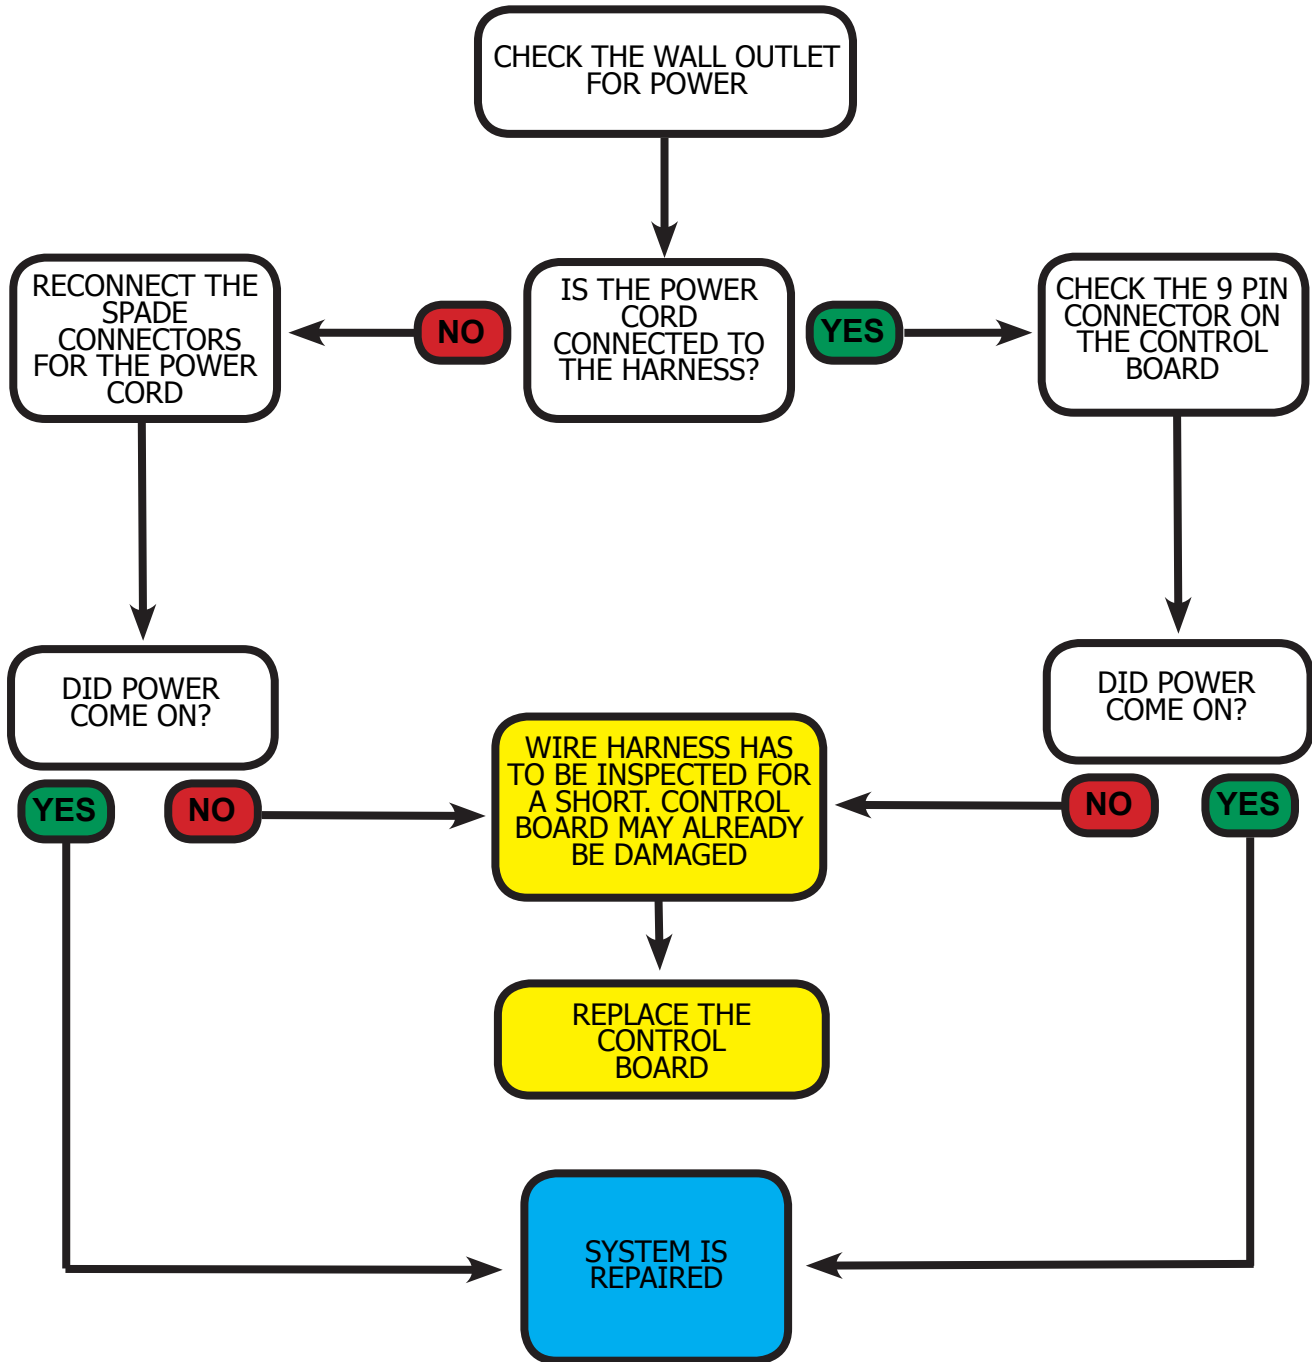 CHECK THE WALL OUTLET
FOR POWER
RECONNECT THE
SPADE
CONNECTORS
FOR THE POWER
CORD
NO
IS THE POWER
CORD
CONNECTED TO
THE HARNESS?
YES
CHECK THE 9 PIN
CONNECTOR ON
THE CONTROL
BOARD
DID POWER
COME ON?
YES
NO
WIRE HARNESS HAS
TO BE INSPECTED FOR
A SHORT. CONTROL
BOARD MAY ALREADY
BE DAMAGED
DID POWER
COME ON?
NO
YES
REPLACE THE
CONTROL
BOARD
SYSTEM IS
REPAIRED